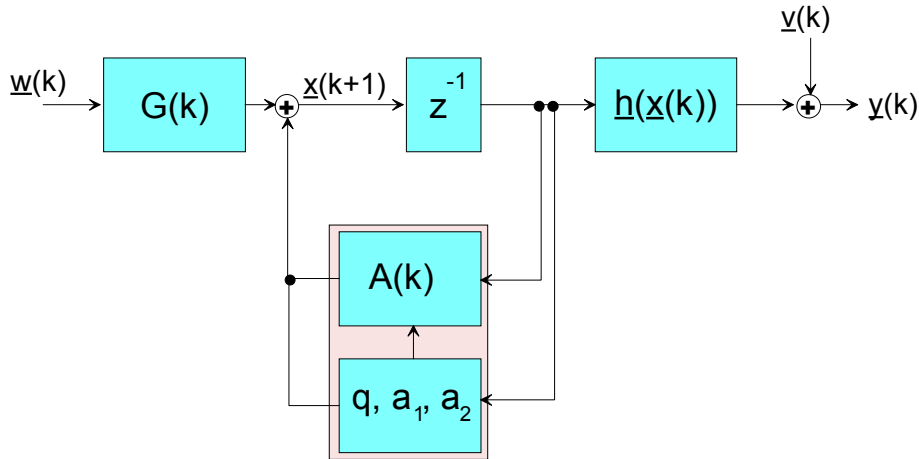 v(k)
w(k)
G(k)
x(k+1)
z⁻¹
h(x(k))
y(k)
A(k)
q, a₁, a₂